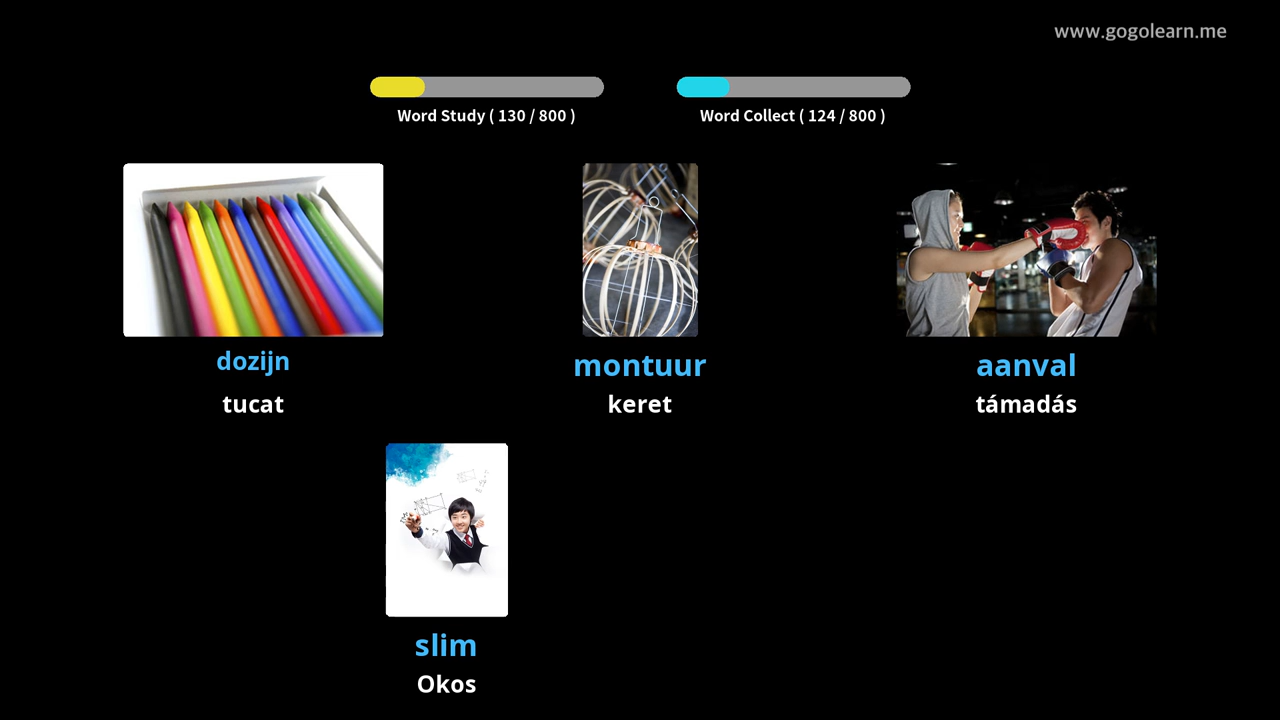 www.gogolearn.me
Word Study ( 130 / 800 )
Word Collect ( 124 / 800 )
dozijn
tucat
montuur
keret
aanval
támadás
slim
Okos